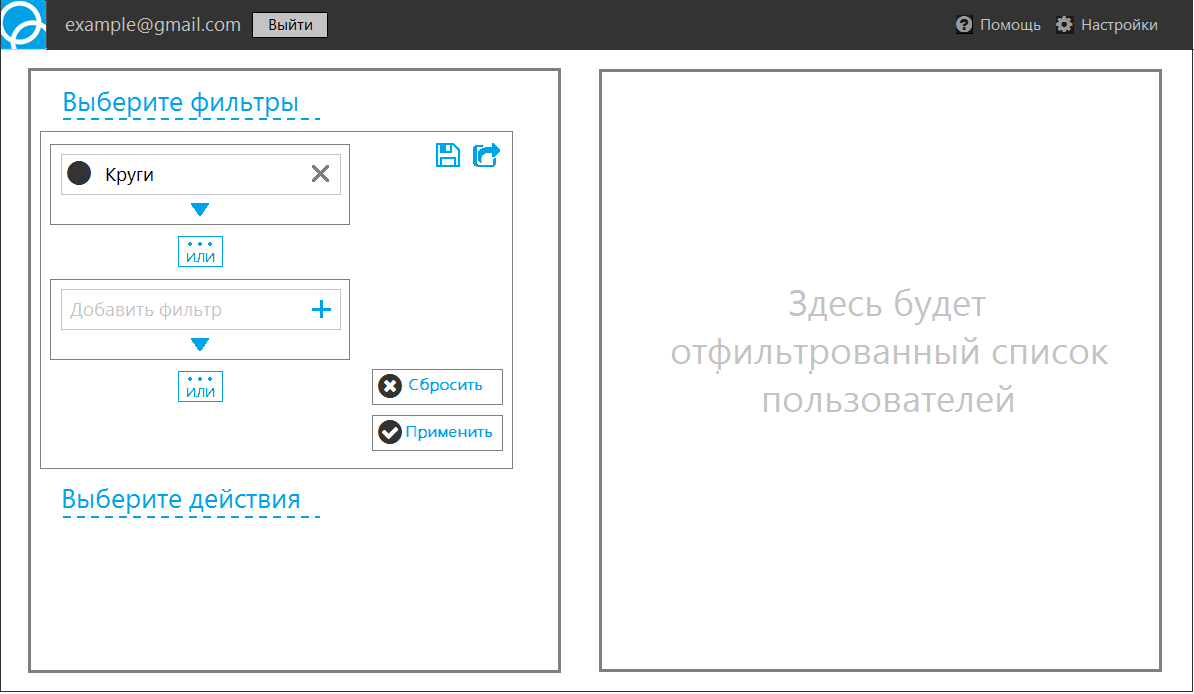 example@gmail.com Выйти Помощь Настройки
Выберите фильтры
Круги
или
Добавить фильтр
или
Сбросить
Применить
Выберите действия
Здесь будет
отфильтрованный список
пользователей